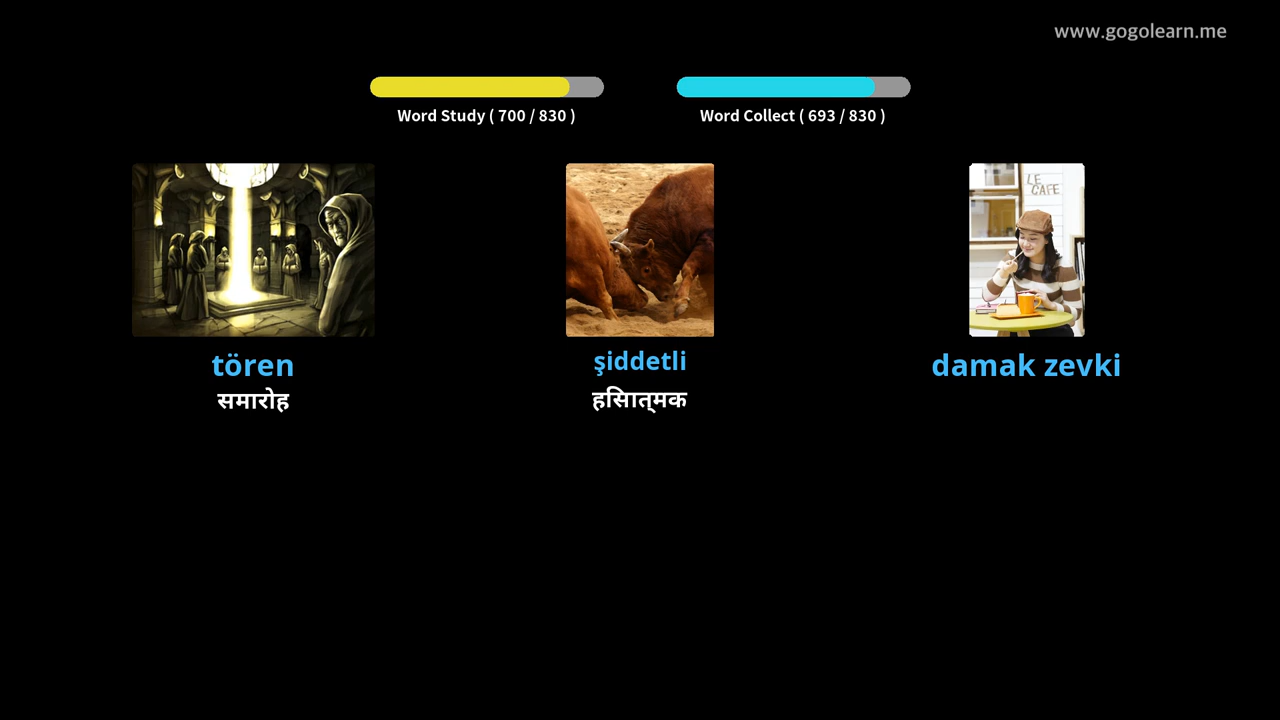 www.gogolearn.me
Word Study ( 700 / 830 )
Word Collect ( 693 / 830 )
LE CAFE
tören
şiddetli
damak zevki
समारोह
हिंसात्मक